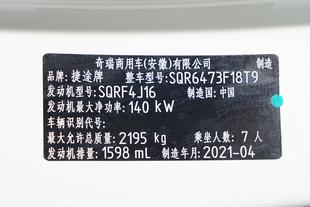 奇瑞商用车(安徽)有限公司 制造
品牌: 捷途牌 整车型号: SQR6473F18T9
发动机型号: SQRF4J16 制造国: 中国
发动机最大净功率: 140 kW
车辆识别代号:
最大允许总质量: 2195 kg 乘坐人数: 7 人
发动机排量: 1598 mL 制造年月: 2021-04